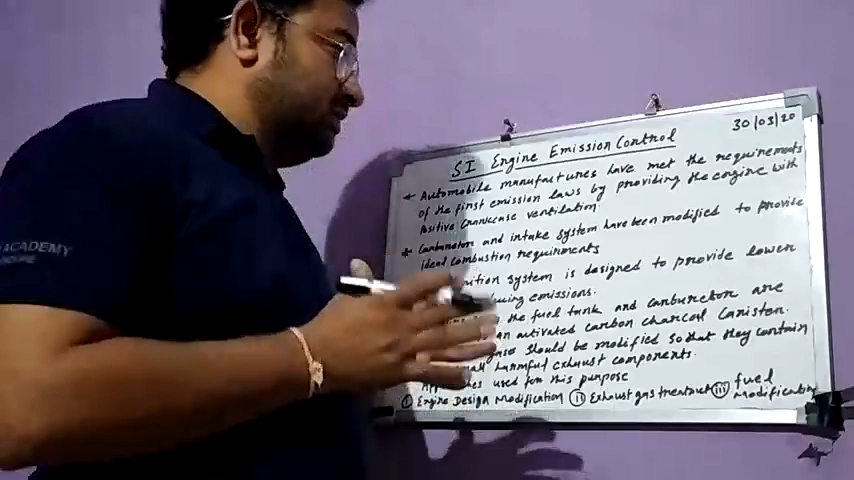 30/03/20
SI Engine Emission Control
* Automobile manufactures have met the requirements
of the first emission laws by providing the engine with
Positive Crankcase ventilation.
* Carburetor and intake system have been modified to provide
ideal combustion requirements
ition system is designed to provide lower
ducing emissions.
the fuel tank and carburetor are
an activated carbon charcoal Canister.
should be modified so that they contain
small harmful exhaust components.
used for this purpose
(i) Engine Design Modification (ii) Exhaust gas treatment (iii) fuel
modification
ACADEMY